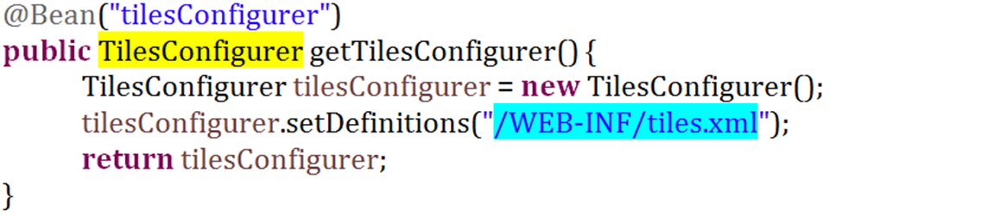 @Bean("tilesConfigurer")
public TilesConfigurer getTilesConfigurer() {
TilesConfigurer tilesConfigurer = new TilesConfigurer();
tilesConfigurer.setDefinitions("/WEB-INF/tiles.xml");
return tilesConfigurer;
}